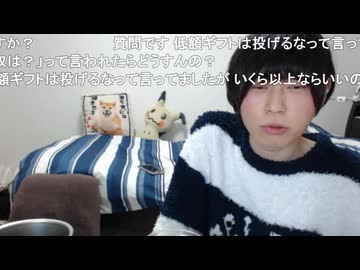 すか？ 質問です 低額ギフトは投げるなって言って
又は？」って言われたらどうすんの？
額ギフトは投げるなって言ってましたが いくら以上ならいいの